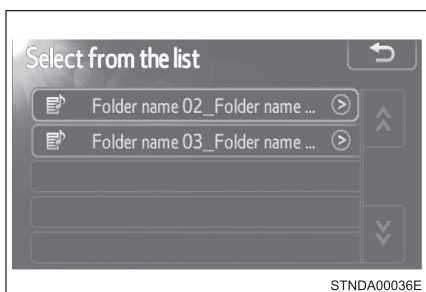 Select from the list
Folder name 02_Folder name ...
Folder name 03_Folder name ...
STNDA00036E